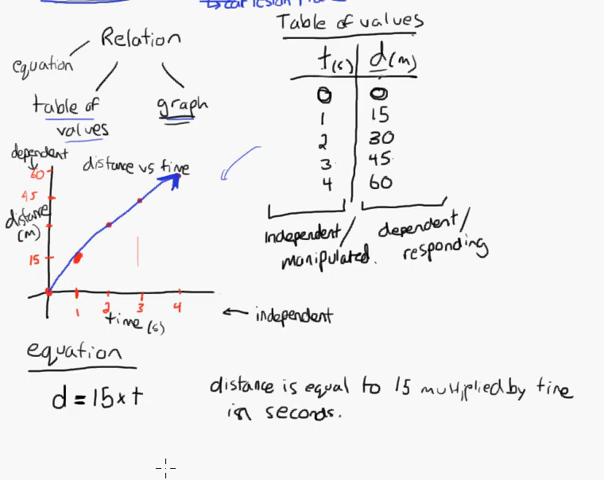 Relation
equation
table of
values
graph
Table of values
t(s) d(m)
0 0
1 15
2 30
3 45
4 60
independent/
manipulated.
dependent/
responding
dependent
distance vs time
60
45
distance
(m)
15
1 2 3 4
time (s)
independent
equation
d = 15 x t
distance is equal to 15 multiplied by time
in seconds.